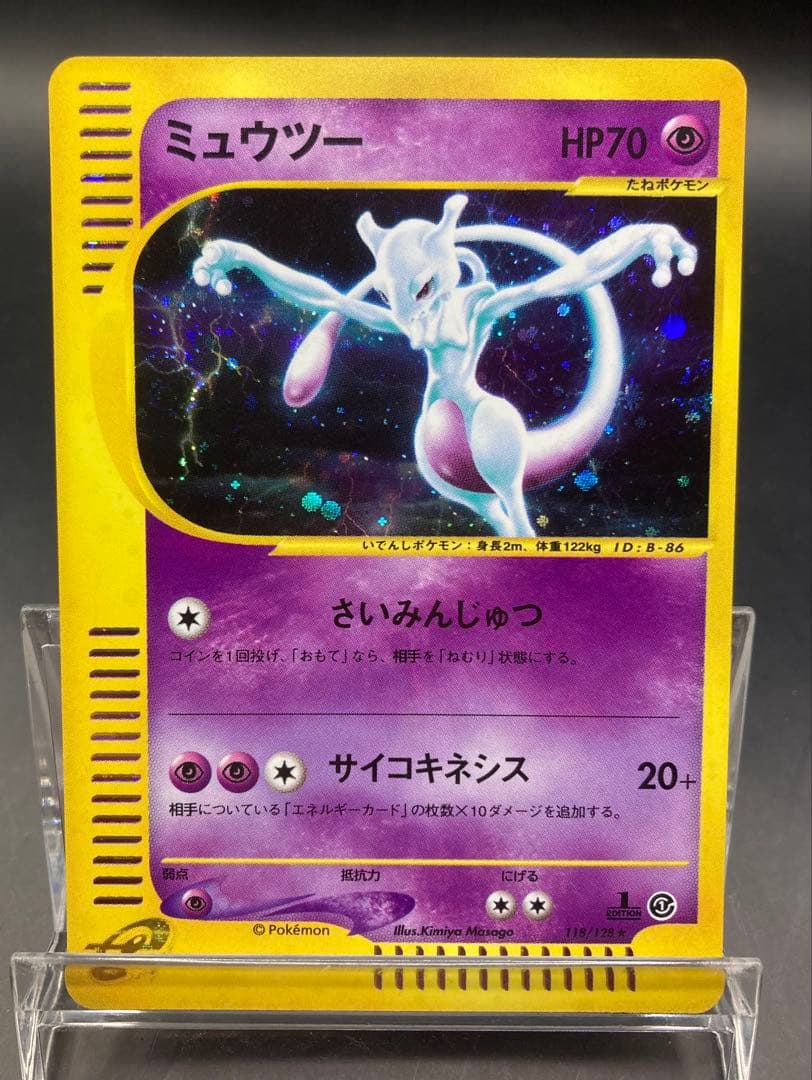 ミュウツー HP70
たねポケモン
いでんしポケモン：身長2m、体重122kg ID：B-86
さいみんじゅつ
コインを1回投げ、「おもて」なら、相手を「ねむり」状態にする。
サイコキネシス 20+
相手についている「エネルギーカード」の枚数×10ダメージを追加する。
弱点 抵抗力 にげる
1 EDITION
© Pokémon Illus.Kimiya Masago 118/128★
e